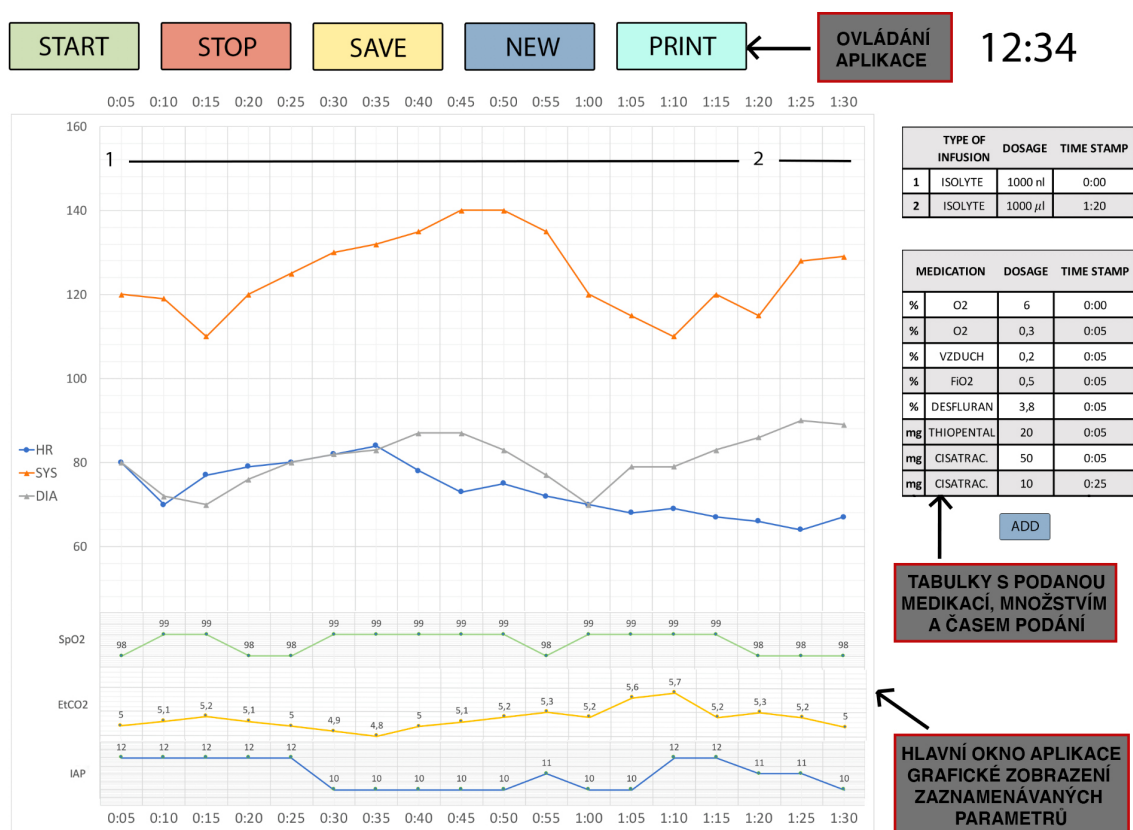 START STOP SAVE NEW PRINT OVLÁDÁNÍ APLIKACE 12:34
0:05 0:10 0:15 0:20 0:25 0:30 0:35 0:40 0:45 0:50 0:55 1:00 1:05 1:10 1:15 1:20 1:25 1:30
160
1 2
140
120
100
80
60
HR
SYS
DIA
SpO2
98 99 99 98 98 99 99 99 99 99 98 99 99 99 99 98 98 98
EtCO2
5 5,1 5,2 5,1 5 4,9 4,8 5 5,1 5,2 5,3 5,2 5,6 5,7 5,2 5,3 5,2 5
IAP
12 12 12 12 12 10 10 10 10 10 11 10 10 12 12 11 11 10
0:05 0:10 0:15 0:20 0:25 0:30 0:35 0:40 0:45 0:50 0:55 1:00 1:05 1:10 1:15 1:20 1:25 1:30
TYPE OF INFUSION DOSAGE TIME STAMP
1 ISOLYTE 1000 nl 0:00
2 ISOLYTE 1000 μl 1:20
MEDICATION DOSAGE TIME STAMP
% O2 6 0:00
% O2 0,3 0:05
% VZDUCH 0,2 0:05
% FiO2 0,5 0:05
% DESFLURAN 3,8 0:05
mg THIOPENTAL 20 0:05
mg CISATRAC. 50 0:05
mg CISATRAC. 10 0:25
ADD
TABULKY S PODANOU
MEDIKACÍ, MNOŽSTVÍM
A ČASEM PODÁNÍ
HLAVNÍ OKNO APLIKACE
GRAFICKÉ ZOBRAZENÍ
ZAZNAMENÁVANÝCH
PARAMETRŮ